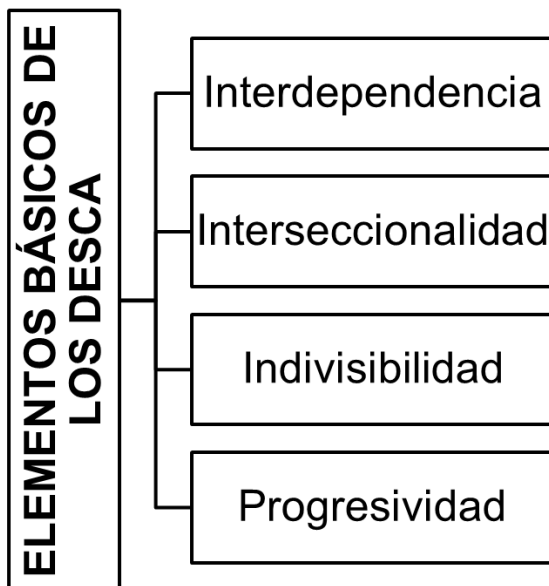 ELEMENTOS BÁSICOS DE
LOS DESCA
Interdependencia
Interseccionalidad
Indivisibilidad
Progresividad